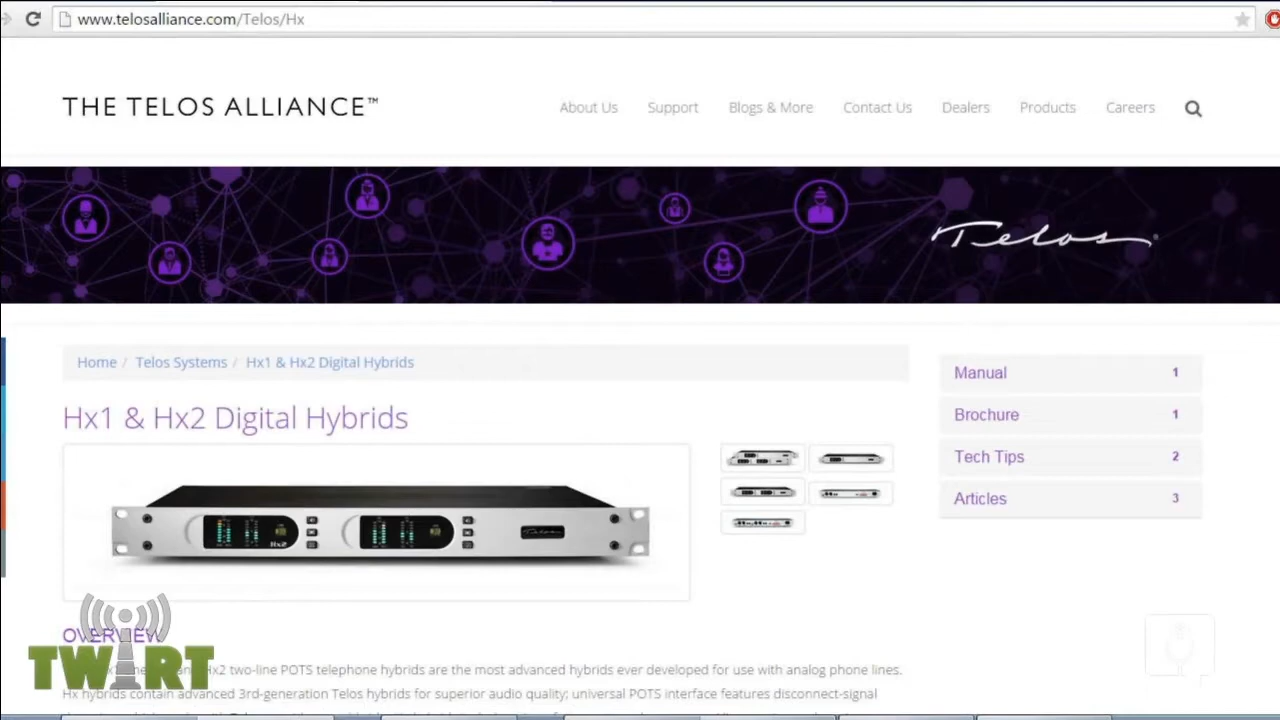 www.telosalliance.com/Telos/Hx
THE TELOS ALLIANCE™
About Us Support Blogs & More Contact Us Dealers Products Careers
Telos
Home / Telos Systems / Hx1 & Hx2 Digital Hybrids
Hx1 & Hx2 Digital Hybrids
Manual 1
Brochure 1
Tech Tips 2
Articles 3
Hx2
Telos
OVERVIEW
TWiRT
Hx2 two-line POTS telephone hybrids are the most advanced hybrids ever developed for use with analog phone lines.
Hx hybrids contain advanced 3rd-generation Telos hybrids for superior audio quality; universal POTS interface features disconnect-signal